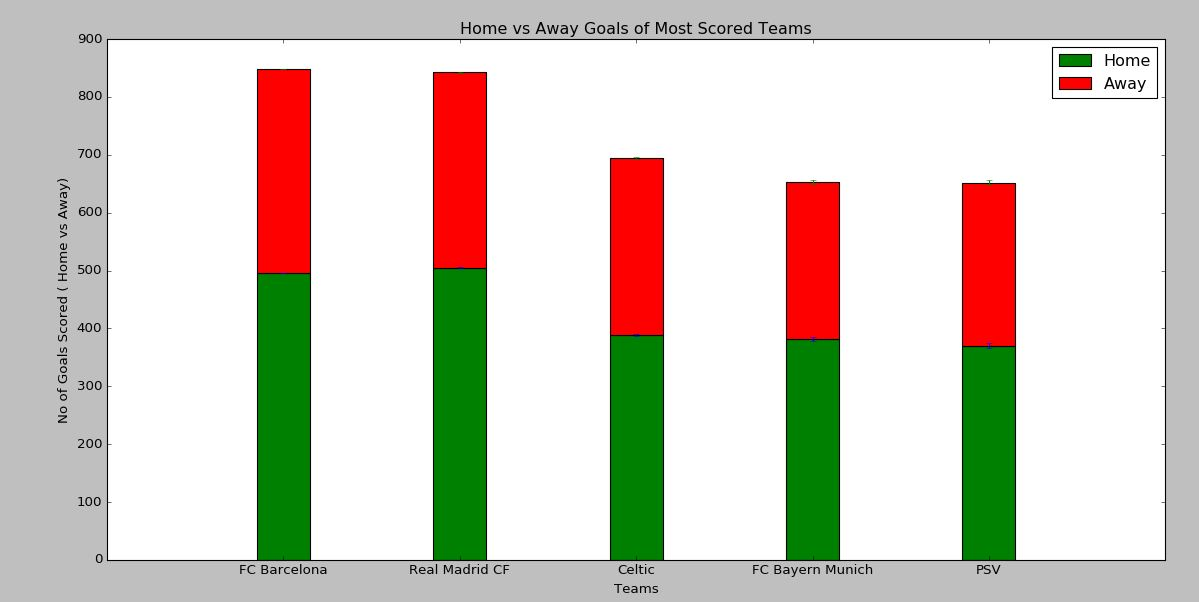 Home vs Away Goals of Most Scored Teams
Home
Away
900
800
700
600
500
400
300
200
100
0
No of Goals Scored ( Home vs Away)
FC Barcelona Real Madrid CF Celtic FC Bayern Munich PSV
Teams